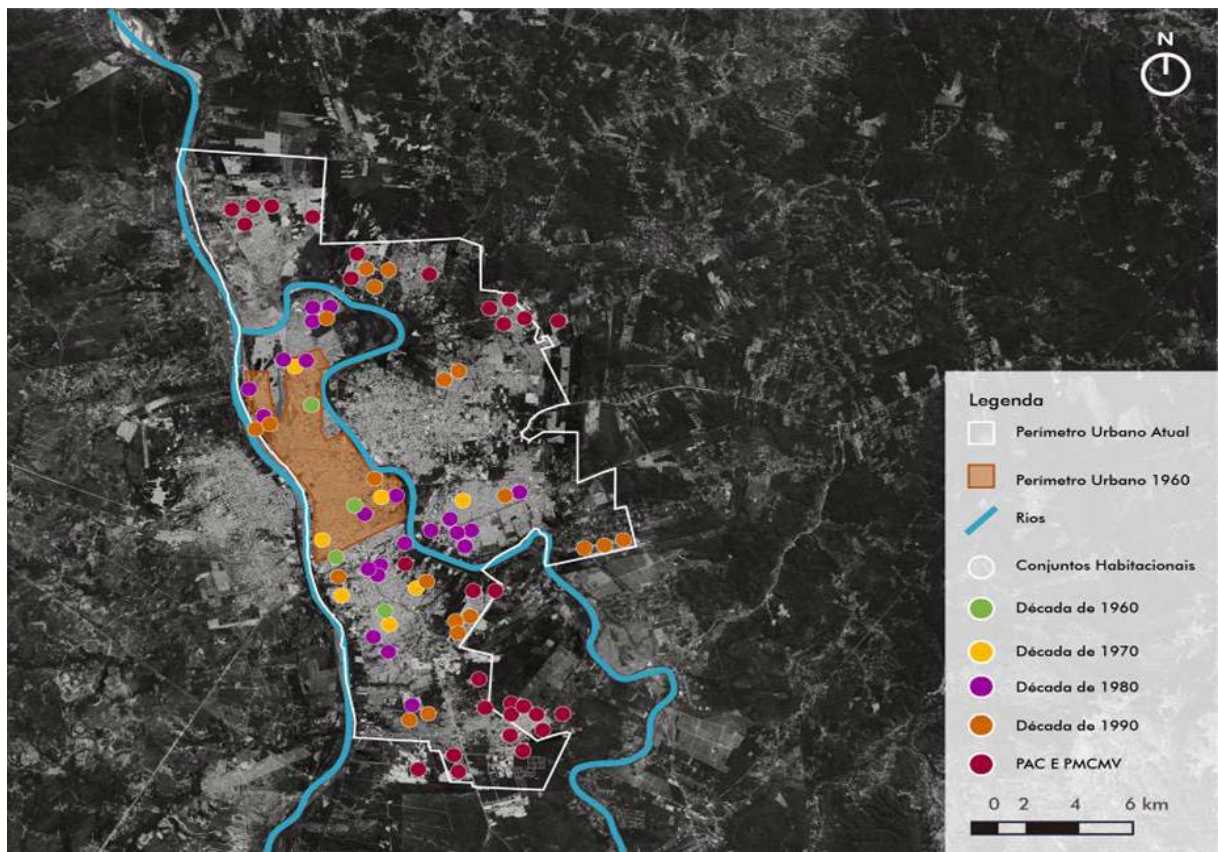 N
Legenda
Perímetro Urbano Atual
Perímetro Urbano 1960
Rios
Conjuntos Habitacionais
Década de 1960
Década de 1970
Década de 1980
Década de 1990
PAC E PMCMV
0 2 4 6 km